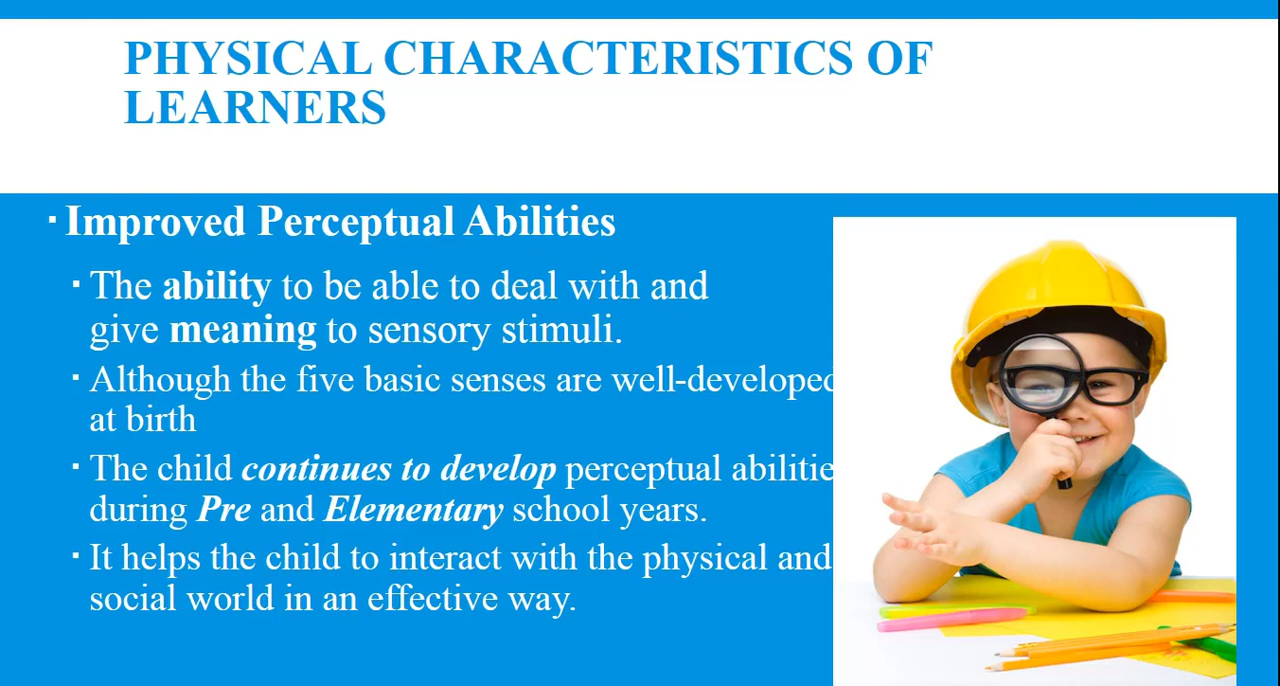 PHYSICAL CHARACTERISTICS OF
LEARNERS
▪ Improved Perceptual Abilities
▪ The ability to be able to deal with and
give meaning to sensory stimuli.
▪ Although the five basic senses are well-developed
at birth
▪ The child continues to develop perceptual abilitie
during Pre and Elementary school years.
▪ It helps the child to interact with the physical and
social world in an effective way.